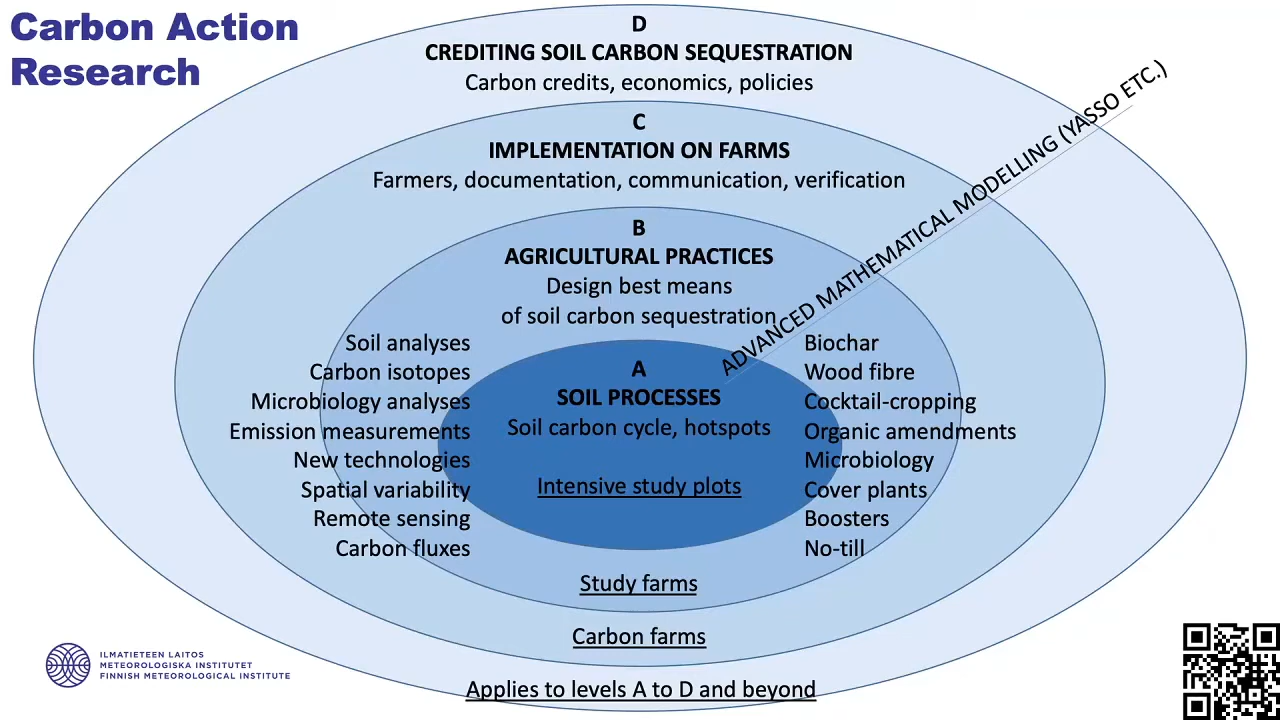 Carbon Action
Research
D
CREDITING SOIL CARBON SEQUESTRATION
Carbon credits, economics, policies
C
IMPLEMENTATION ON FARMS
Farmers, documentation, communication, verification
B
AGRICULTURAL PRACTICES
Design best means
of soil carbon sequestration
ADVANCED MATHEMATICAL MODELLING (YASSO ETC.)
A
SOIL PROCESSES
Soil carbon cycle, hotspots
Intensive study plots
Soil analyses
Carbon isotopes
Microbiology analyses
Emission measurements
New technologies
Spatial variability
Remote sensing
Carbon fluxes
Biochar
Wood fibre
Cocktail-cropping
Organic amendments
Microbiology
Cover plants
Boosters
No-till
Study farms
Carbon farms
Applies to levels A to D and beyond
ILMATIETEEN LAITOS
METEOROLOGISKA INSTITUTET
FINNISH METEOROLOGICAL INSTITUTE